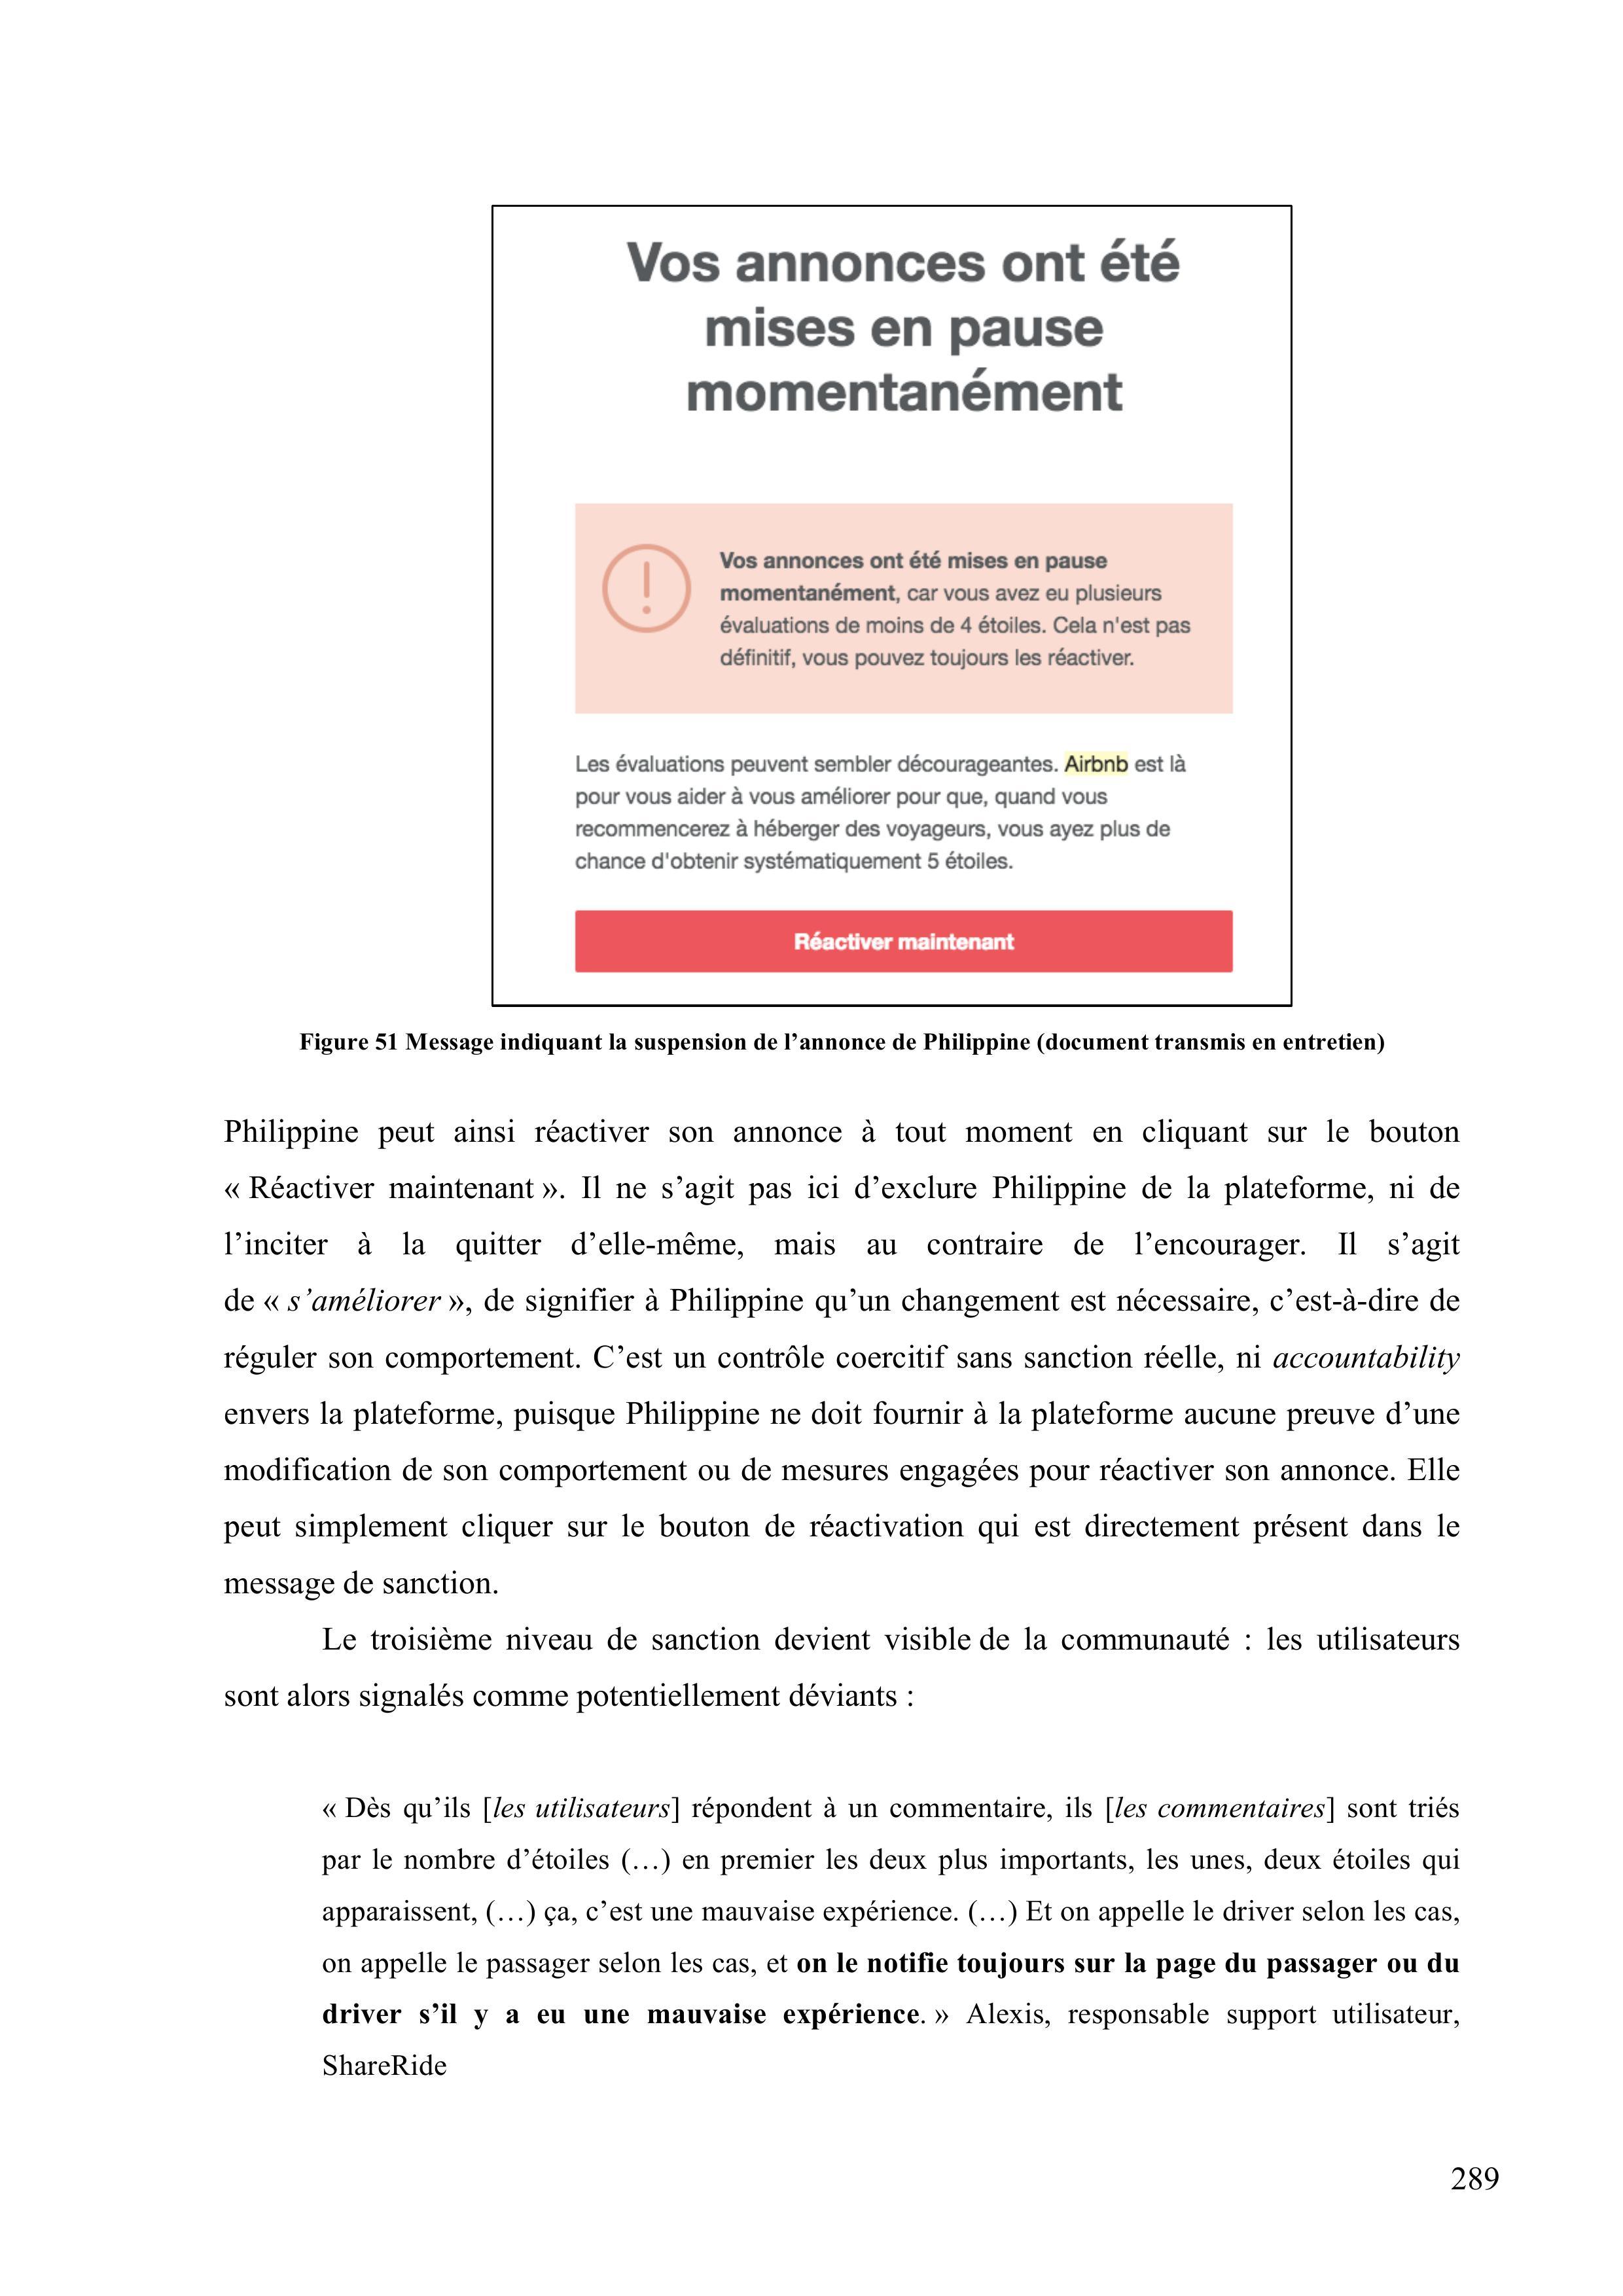 Vos annonces ont été
mises en pause
momentanément
Vos annonces ont été mises en pause
momentanément, car vous avez eu plusieurs
évaluations de moins de 4 étoiles. Cela n'est pas
définitif, vous pouvez toujours les réactiver.
Les évaluations peuvent sembler décourageantes. Airbnb est là
pour vous aider à vous améliorer pour que, quand vous
recommencerez à héberger des voyageurs, vous ayez plus de
chance d'obtenir systématiquement 5 étoiles.
Réactiver maintenant
Figure 51 Message indiquant la suspension de l’annonce de Philippine (document transmis en entretien)
Philippine peut ainsi réactiver son annonce à tout moment en cliquant sur le bouton
« Réactiver maintenant ». Il ne s’agit pas ici d’exclure Philippine de la plateforme, ni de
l’inciter à la quitter d’elle-même, mais au contraire de l’encourager. Il s’agit
de « s’améliorer », de signifier à Philippine qu’un changement est nécessaire, c’est-à-dire de
réguler son comportement. C’est un contrôle coercitif sans sanction réelle, ni accountability
envers la plateforme, puisque Philippine ne doit fournir à la plateforme aucune preuve d’une
modification de son comportement ou de mesures engagées pour réactiver son annonce. Elle
peut simplement cliquer sur le bouton de réactivation qui est directement présent dans le
message de sanction.
Le troisième niveau de sanction devient visible de la communauté : les utilisateurs
sont alors signalés comme potentiellement déviants :
« Dès qu’ils [les utilisateurs] répondent à un commentaire, ils [les commentaires] sont triés
par le nombre d’étoiles (…) en premier les deux plus importants, les unes, deux étoiles qui
apparaissent, (…) ça, c’est une mauvaise expérience. (…) Et on appelle le driver selon les cas,
on appelle le passager selon les cas, et on le notifie toujours sur la page du passager ou du
driver s’il y a eu une mauvaise expérience. » Alexis, responsable support utilisateur,
ShareRide
289